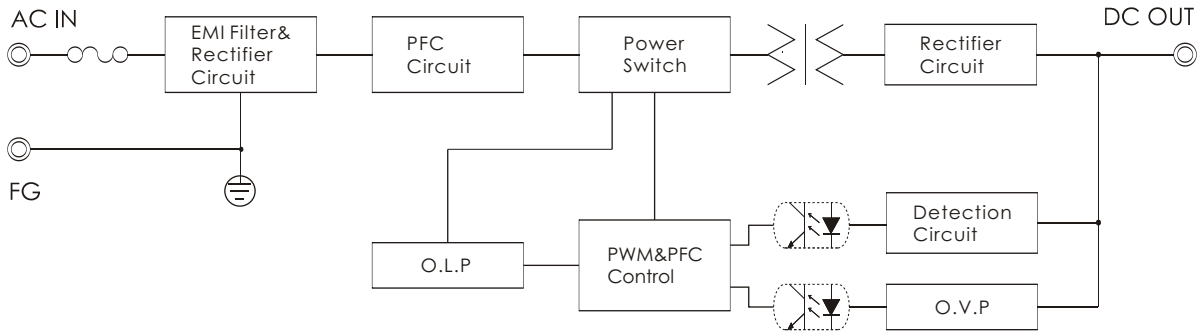 AC IN
DC OUT
EMI Filter&
Rectifier
Circuit
PFC
Circuit
Power
Switch
Rectifier
Circuit
FG
O.L.P
PWM&PFC
Control
Detection
Circuit
O.V.P